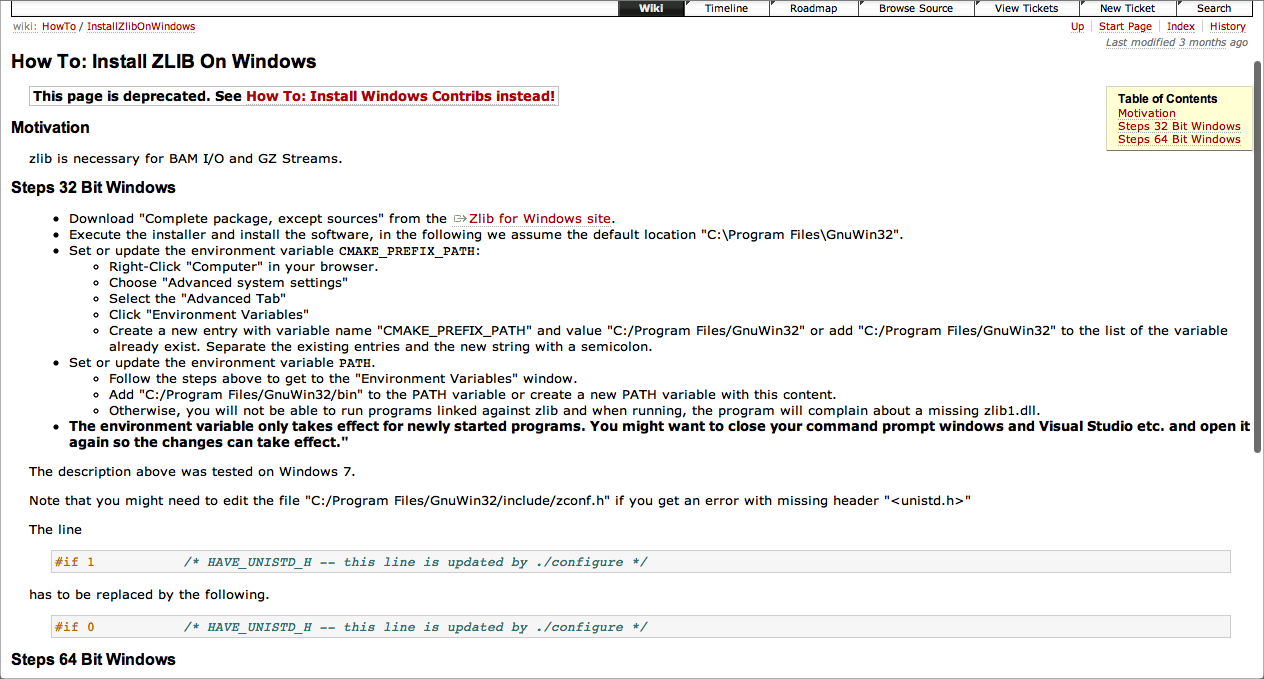 Wiki Timeline Roadmap Browse Source View Tickets New Ticket Search
wiki: HowTo / InstallZlibOnWindows
Up Start Page Index History
Last modified 3 months ago
How To: Install ZLIB On Windows
This page is deprecated. See How To: Install Windows Contribs instead!
Table of Contents
Motivation
Steps 32 Bit Windows
Steps 64 Bit Windows
Motivation
zlib is necessary for BAM I/O and GZ Streams.
Steps 32 Bit Windows
Download "Complete package, except sources" from the Zlib for Windows site.
Execute the installer and install the software, in the following we assume the default location "C:\Program Files\GnuWin32".
Set or update the environment variable CMAKE_PREFIX_PATH:
Right-Click "Computer" in your browser.
Choose "Advanced system settings"
Select the "Advanced Tab"
Click "Environment Variables"
Create a new entry with variable name "CMAKE_PREFIX_PATH" and value "C:/Program Files/GnuWin32" or add "C:/Program Files/GnuWin32" to the list of the variable
already exist. Separate the existing entries and the new string with a semicolon.
Set or update the environment variable PATH.
Follow the steps above to get to the "Environment Variables" window.
Add "C:/Program Files/GnuWin32/bin" to the PATH variable or create a new PATH variable with this content.
Otherwise, you will not be able to run programs linked against zlib and when running, the program will complain about a missing zlib1.dll.
The environment variable only takes effect for newly started programs. You might want to close your command prompt windows and Visual Studio etc. and open it
again so the changes can take effect."
The description above was tested on Windows 7.
Note that you might need to edit the file "C:/Program Files/GnuWin32/include/zconf.h" if you get an error with missing header "<unistd.h>"
The line
#if 1 /* HAVE_UNISTD_H -- this line is updated by ./configure */
has to be replaced by the following.
#if 0 /* HAVE_UNISTD_H -- this line is updated by ./configure */
Steps 64 Bit Windows